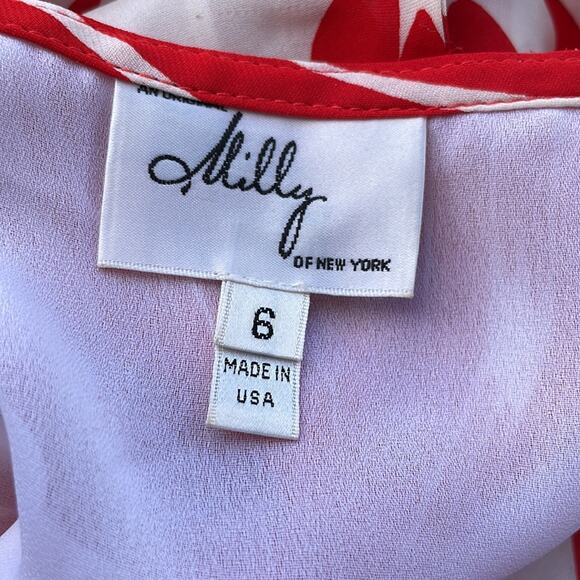 AN ORIGINAL
Milly
OF NEW YORK
6
MADE IN
USA